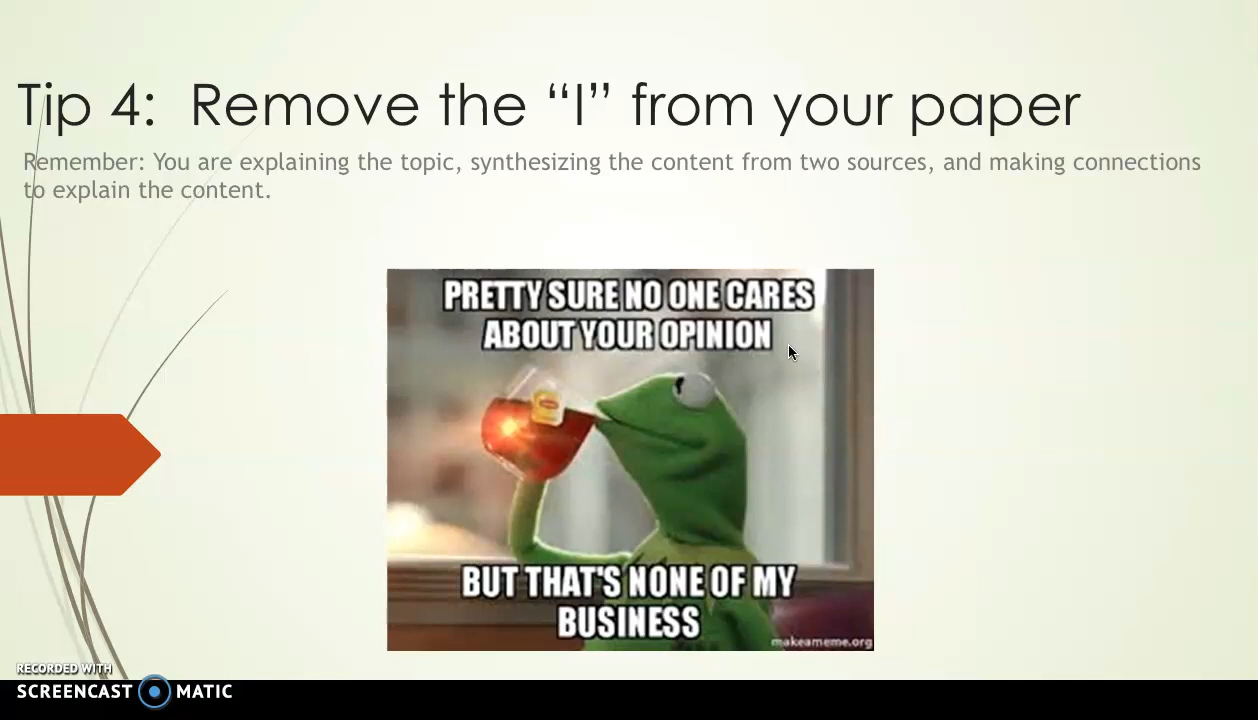 Tip 4: Remove the “I” from your paper
Remember: You are explaining the topic, synthesizing the content from two sources, and making connections
to explain the content.
PRETTY SURE NO ONE CARES
ABOUT YOUR OPINION
BUT THAT'S NONE OF MY
BUSINESS
makeameme.org
RECORDED WITH
SCREENCAST MATIC